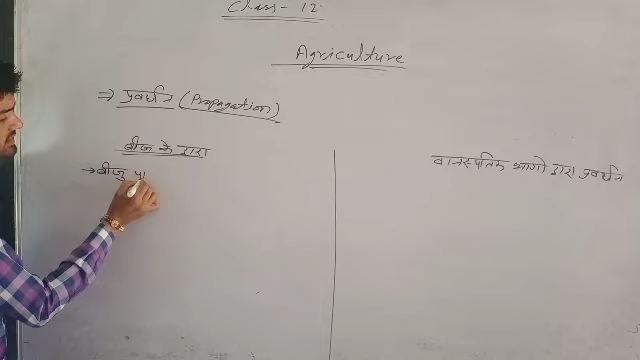 Class - 12
Agriculture
⇒ प्रवर्धन (Propagation)
बीज के द्वारा
→ बीजु पा
वानस्पतिक भागो द्वारा प्रवर्धन